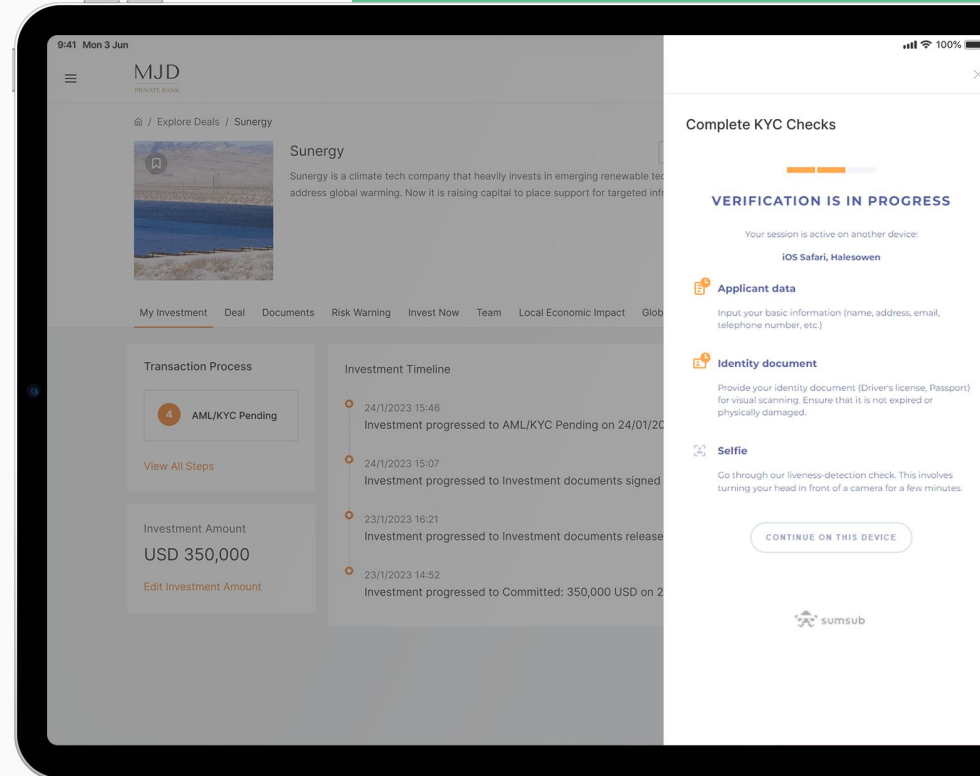 9:41 Mon 3 Jun
100%
MJD
PRIVATE BANK
/ Explore Deals / Sunergy
Sunergy
Sunergy is a climate tech company that heavily invests in emerging renewable tec
address global warming. Now it is raising capital to place support for targeted infr
My Investment Deal Documents Risk Warning Invest Now Team Local Economic Impact Glob
Transaction Process
4 AML/KYC Pending
View All Steps
Investment Amount
USD 350,000
Edit Investment Amount
Investment Timeline
24/1/2023 15:46
Investment progressed to AML/KYC Pending on 24/01/20
24/1/2023 15:07
Investment progressed to Investment documents signed
23/1/2023 16:21
Investment progressed to Investment documents release
23/1/2023 14:52
Investment progressed to Committed: 350,000 USD on 2
Complete KYC Checks
VERIFICATION IS IN PROGRESS
Your session is active on another device:
iOS Safari, Halesowen
Applicant data
Input your basic information (name, address, email,
telephone number, etc.)
Identity document
Provide your identity document (Driver's license, Passport)
for visual scanning. Ensure that it is not expired or
physically damaged.
Selfie
Go through our liveness-detection check. This involves
turning your head in front of a camera for a few minutes.
CONTINUE ON THIS DEVICE
sumsub